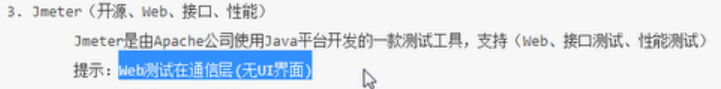 3. Jmeter（开源、Web、接口、性能）
Jmeter是由Apache公司使用Java平台开发的一款测试工具，支持（Web、接口测试、性能测试）
提示：Web测试在通信层(无UI界面)